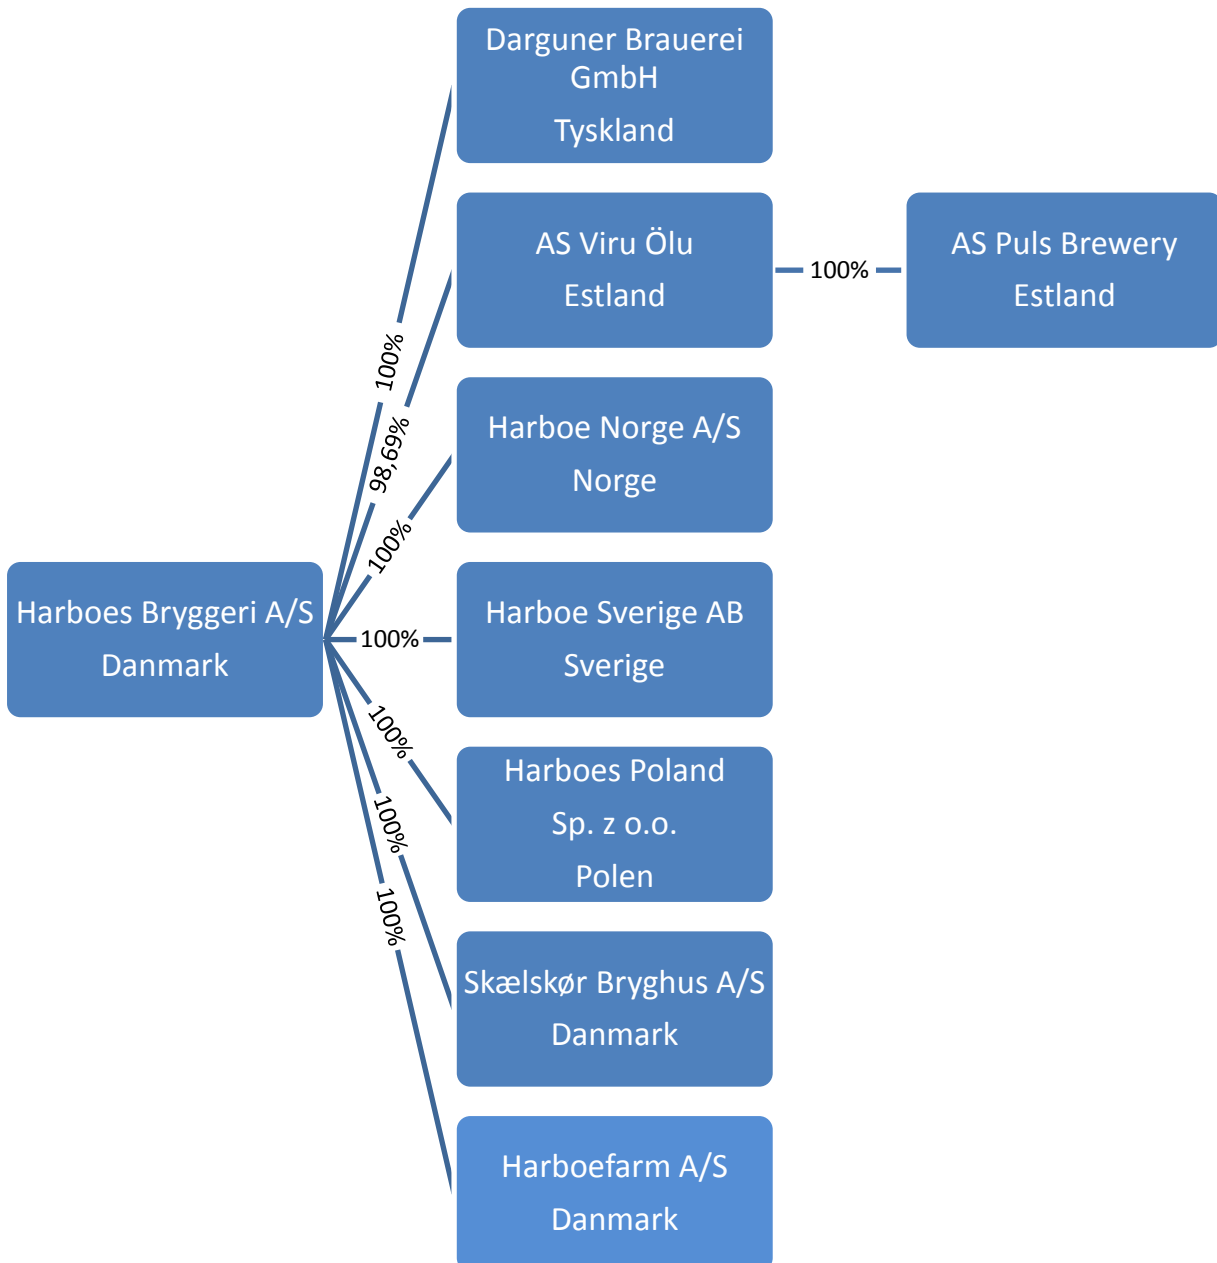 Darguner Brauerei
GmbH
Tyskland
AS Viru Ölu
Estland
100%
AS Puls Brewery
Estland
100%
98,69%
Harboe Norge A/S
Norge
100%
Harboes Bryggeri A/S
Danmark
100%
Harboe Sverige AB
Sverige
100%
Harboes Poland
Sp. z o.o.
Polen
100%
Skælskør Bryghus A/S
Danmark
100%
Harboefarm A/S
Danmark